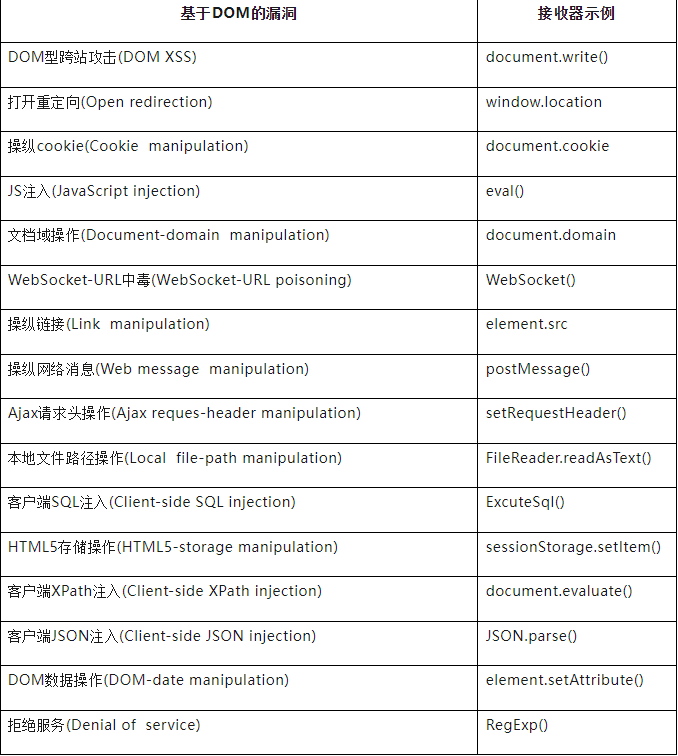 基于DOM的漏洞 接收器示例
DOM型跨站攻击(DOM XSS) document.write()
打开重定向(Open redirection) window.location
操纵cookie(Cookie manipulation) document.cookie
JS注入(JavaScript injection) eval()
文档域操作(Document-domain manipulation) document.domain
WebSocket-URL中毒(WebSocket-URL poisoning) WebSocket()
操纵链接(Link manipulation) element.src
操纵网络消息(Web message manipulation) postMessage()
Ajax请求头操作(Ajax reques-header manipulation) setRequestHeader()
本地文件路径操作(Local file-path manipulation) FileReader.readAsText()
客户端SQL注入(Client-side SQL injection) ExcuteSql()
HTML5存储操作(HTML5-storage manipulation) sessionStorage.setItem()
客户端XPath注入(Client-side XPath injection) document.evaluate()
客户端JSON注入(Client-side JSON injection) JSON.parse()
DOM数据操作(DOM-date manipulation) element.setAttribute()
拒绝服务(Denial of service) RegExp()